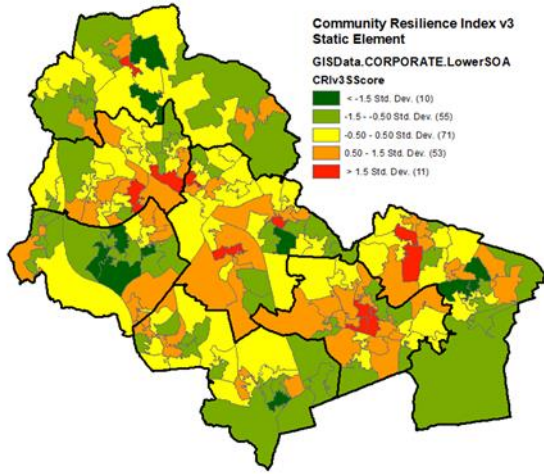 Community Resilience Index v3
Static Element
GISData.CORPORATE.LowerSOA
CRIv3SScore
< -1.5 Std. Dev. (10)
-1.5 - -0.50 Std. Dev. (55)
-0.50 - 0.50 Std. Dev. (71)
0.50 - 1.5 Std. Dev. (53)
> 1.5 Std. Dev. (11)